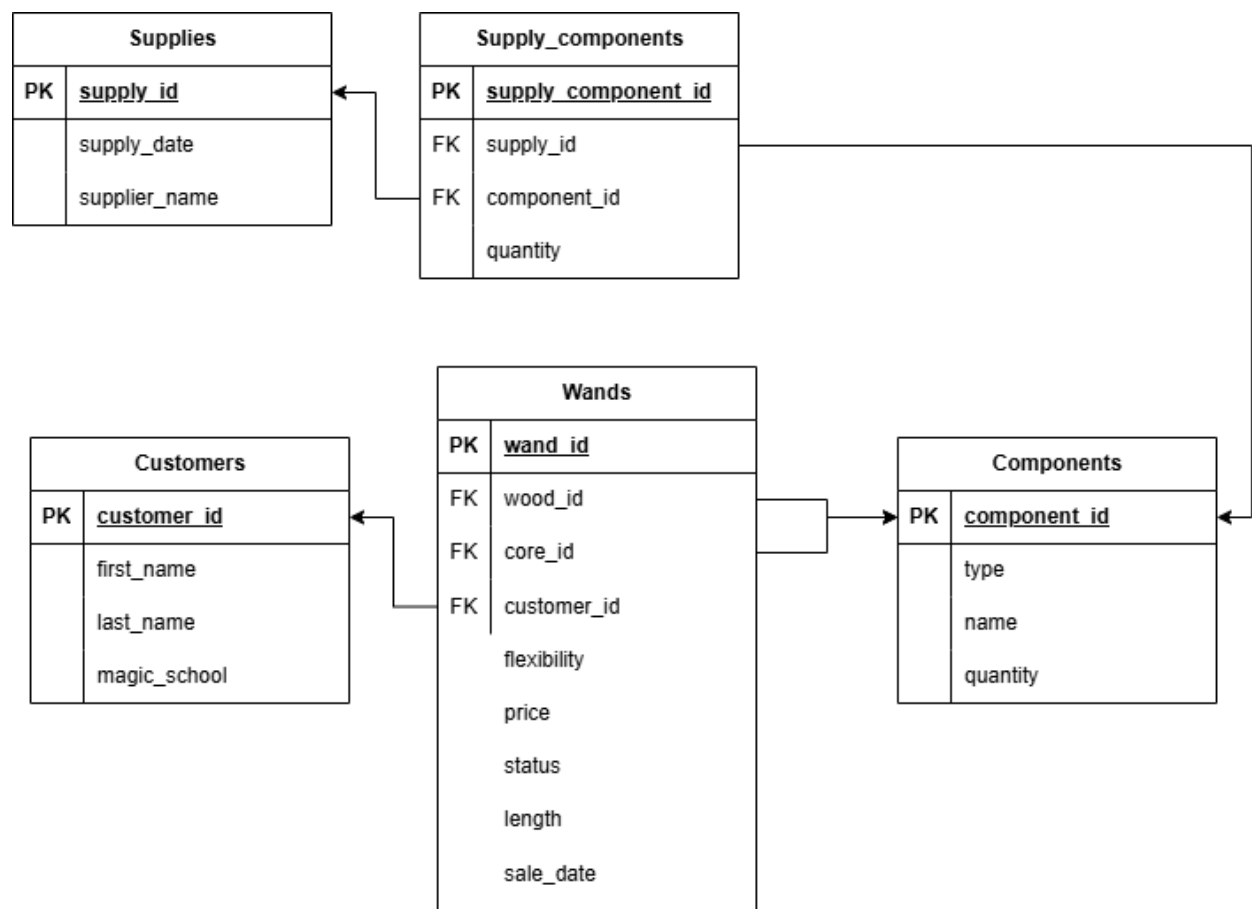 Supplies
PK supply_id
supply_date
supplier_name
Supply_components
PK supply_component_id
FK supply_id
FK component_id
quantity
Customers
PK customer_id
first_name
last_name
magic_school
Wands
PK wand_id
FK wood_id
FK core_id
FK customer_id
flexibility
price
status
length
sale_date
Components
PK component_id
type
name
quantity